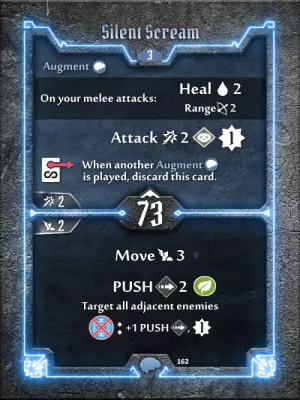 Silent Scream
3
Augment
On your melee attacks:
Heal 2
Range 2
Attack 2 1
When another Augment
is played, discard this card.
2
73
2
Move 3
PUSH 2
Target all adjacent enemies
: +1 PUSH , 1
162